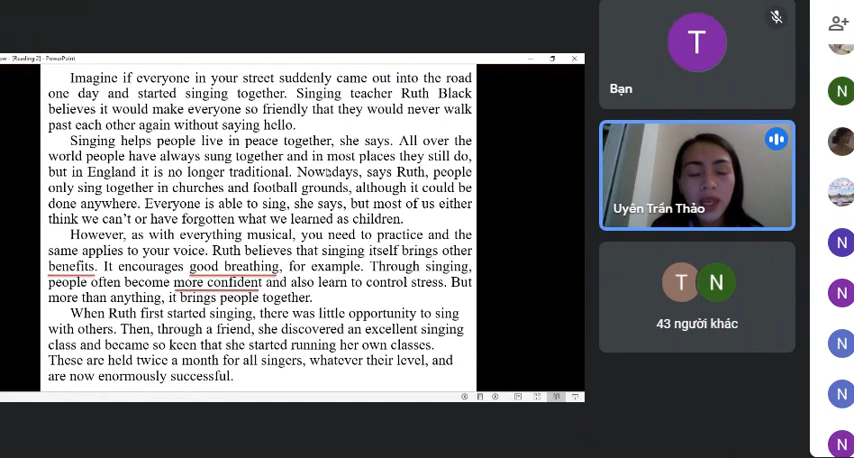 ow - [Reading 2] - PowerPoint
Imagine if everyone in your street suddenly came out into the road
one day and started singing together. Singing teacher Ruth Black
believes it would make everyone so friendly that they would never walk
past each other again without saying hello.
Singing helps people live in peace together, she says. All over the
world people have always sung together and in most places they still do,
but in England it is no longer traditional. Nowadays, says Ruth, people
only sing together in churches and football grounds, although it could be
done anywhere. Everyone is able to sing, she says, but most of us either
think we can't or have forgotten what we learned as children.
However, as with everything musical, you need to practice and the
same applies to your voice. Ruth believes that singing itself brings other
benefits. It encourages good breathing, for example. Through singing,
people often become more confident and also learn to control stress. But
more than anything, it brings people together.
When Ruth first started singing, there was little opportunity to sing
with others. Then, through a friend, she discovered an excellent singing
class and became so keen that she started running her own classes.
These are held twice a month for all singers, whatever their level, and
are now enormously successful.
T
Bạn
Uyên Trần Thảo
T N
43 người khác
N
N
N
N
N
N